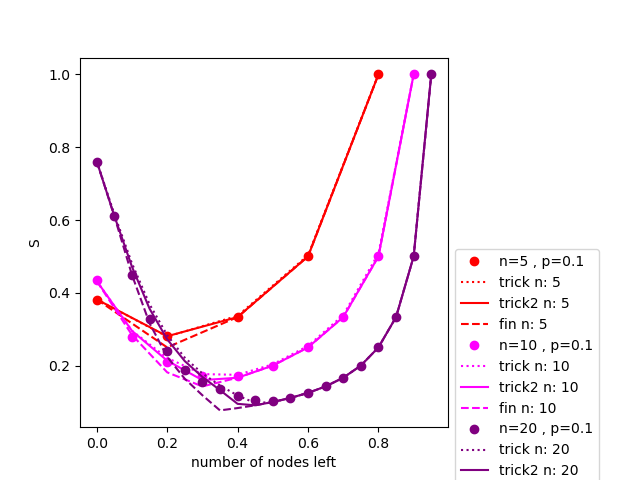 1.0
0.8
0.6
0.4
0.2
S
0.0 0.2 0.4 0.6 0.8
number of nodes left
n=5 , p=0.1
trick n: 5
trick2 n: 5
fin n: 5
n=10 , p=0.1
trick n: 10
trick2 n: 10
fin n: 10
n=20 , p=0.1
trick n: 20
trick2 n: 20